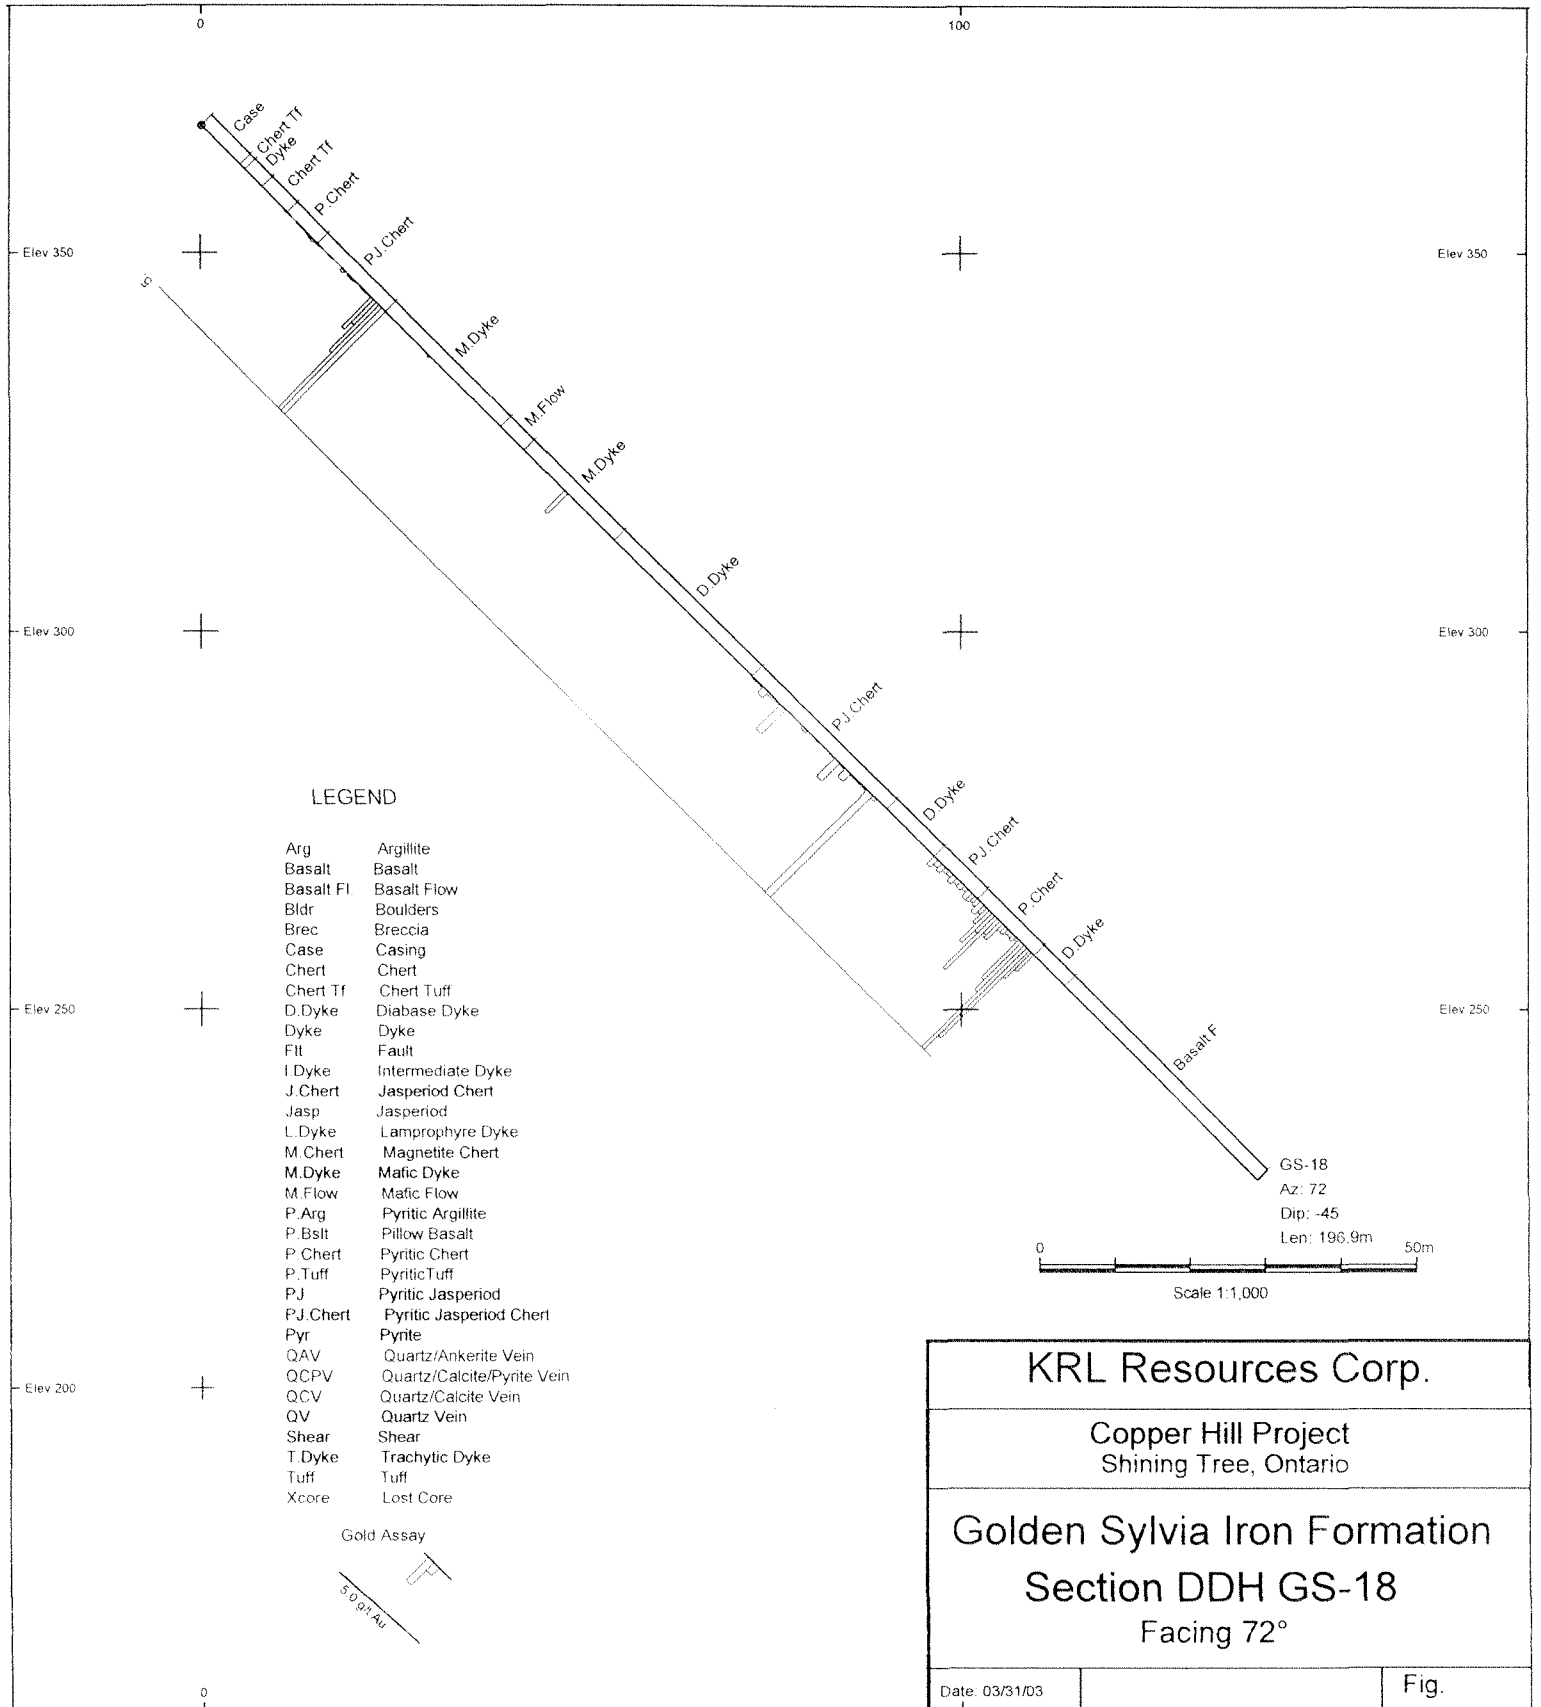 0 100
Case
Chert Tf
Dyke
Chert Tf
P.Chert
PJ.Chert
Elev 350 Elev 350
5.
M.Dyke
M.Flow
M.Dyke
D.Dyke
Elev 300 Elev 300
PJ.Chert
D.Dyke
PJ.Chert
P.Chert
D.Dyke
Elev 250 Elev 250
Basalt F
GS-18
Az: 72
Dip: -45
Len: 196.9m
0 50m
Scale 1:1,000
LEGEND
Arg Argillite
Basalt Basalt
Basalt Fl. Basalt Flow
Bldr Boulders
Brec Breccia
Case Casing
Chert Chert
Chert Tf Chert Tuff
D.Dyke Diabase Dyke
Dyke Dyke
Flt Fault
I.Dyke Intermediate Dyke
J.Chert Jasperiod Chert
Jasp Jasperiod
L.Dyke Lamprophyre Dyke
M.Chert Magnetite Chert
M.Dyke Mafic Dyke
M.Flow Mafic Flow
P.Arg Pyritic Argillite
P.Bslt Pillow Basalt
P.Chert Pyritic Chert
P.Tuff PyriticTuff
PJ Pyritic Jasperiod
PJ.Chert Pyritic Jasperiod Chert
Pyr Pyrite
QAV Quartz/Ankerite Vein
QCPV Quartz/Calcite/Pyrite Vein
QCV Quartz/Calcite Vein
QV Quartz Vein
Shear Shear
T.Dyke Trachytic Dyke
Tuff Tuff
Xcore Lost Core
Elev 200
Gold Assay
5.0 g/t Au
0
KRL Resources Corp.
Copper Hill Project
Shining Tree, Ontario
Golden Sylvia Iron Formation
Section DDH GS-18
Facing 72°
Date: 03/31/03 Fig.